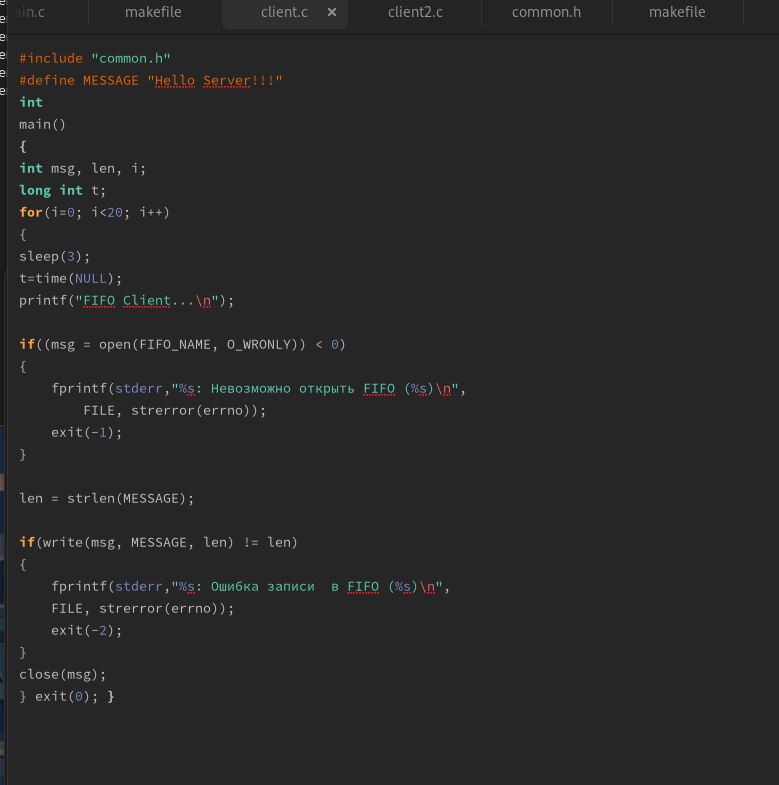 makefile client.c × client2.c common.h makefile
#include "common.h"
#define MESSAGE "Hello Server!!!"
int
main()
{
int msg, len, i;
long int t;
for(i=0; i<20; i++)
{
sleep(3);
t=time(NULL);
printf("FIFO Client...\n");
if((msg = open(FIFO_NAME, O_WRONLY)) < 0)
{
fprintf(stderr,"%s: Невозможно открыть FIFO (%s)\n",
FILE, strerror(errno));
exit(-1);
}
len = strlen(MESSAGE);
if(write(msg, MESSAGE, len) != len)
{
fprintf(stderr,"%s: Ошибка записи  в FIFO (%s)\n",
FILE, strerror(errno));
exit(-2);
}
close(msg);
} exit(0); }